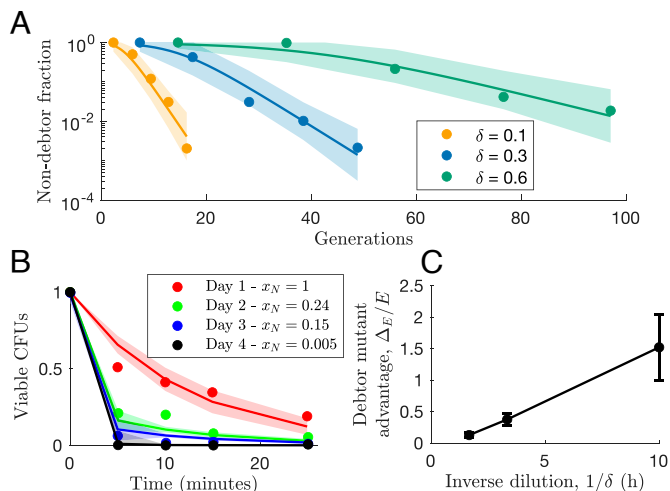 A
Non-debtor fraction
10^0
10^-2
10^-4
0
20
40
60
80
100
Generations
δ = 0.1
δ = 0.3
δ = 0.6
B
Viable CFUs
1
0.5
0
0
10
20
Time (minutes)
Day 1 - x_N = 1
Day 2 - x_N = 0.24
Day 3 - x_N = 0.15
Day 4 - x_N = 0.005
C
Debtor mutant
advantage, Δ_E/E
2.5
2
1.5
1
0.5
0
0
5
10
Inverse dilution, 1/δ (h)